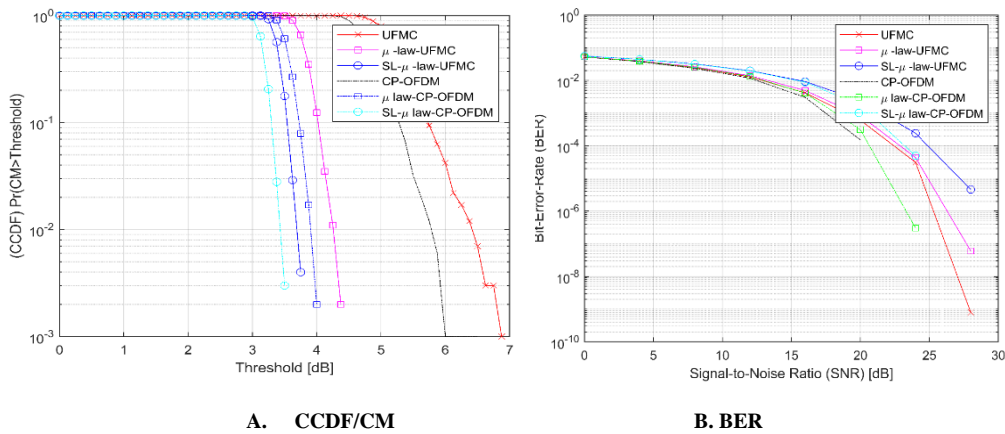 (CCDF) Pr(CM>Threshold)
10^0
10^-1
10^-2
10^-3
0 1 2 3 4 5 6 7
Threshold [dB]
UFMC
μ -law-UFMC
SL-μ -law-UFMC
CP-OFDM
μ law-CP-OFDM
SL-μ law-CP-OFDM
A. CCDF/CM
Bit-Error-Rate (BER)
10^0
10^-2
10^-4
10^-6
10^-8
10^-10
0 5 10 15 20 25 30
Signal-to-Noise Ratio (SNR) [dB]
UFMC
μ -law-UFMC
SL-μ -law-UFMC
CP-OFDM
μ law-CP-OFDM
SL-μ law-CP-OFDM
B. BER